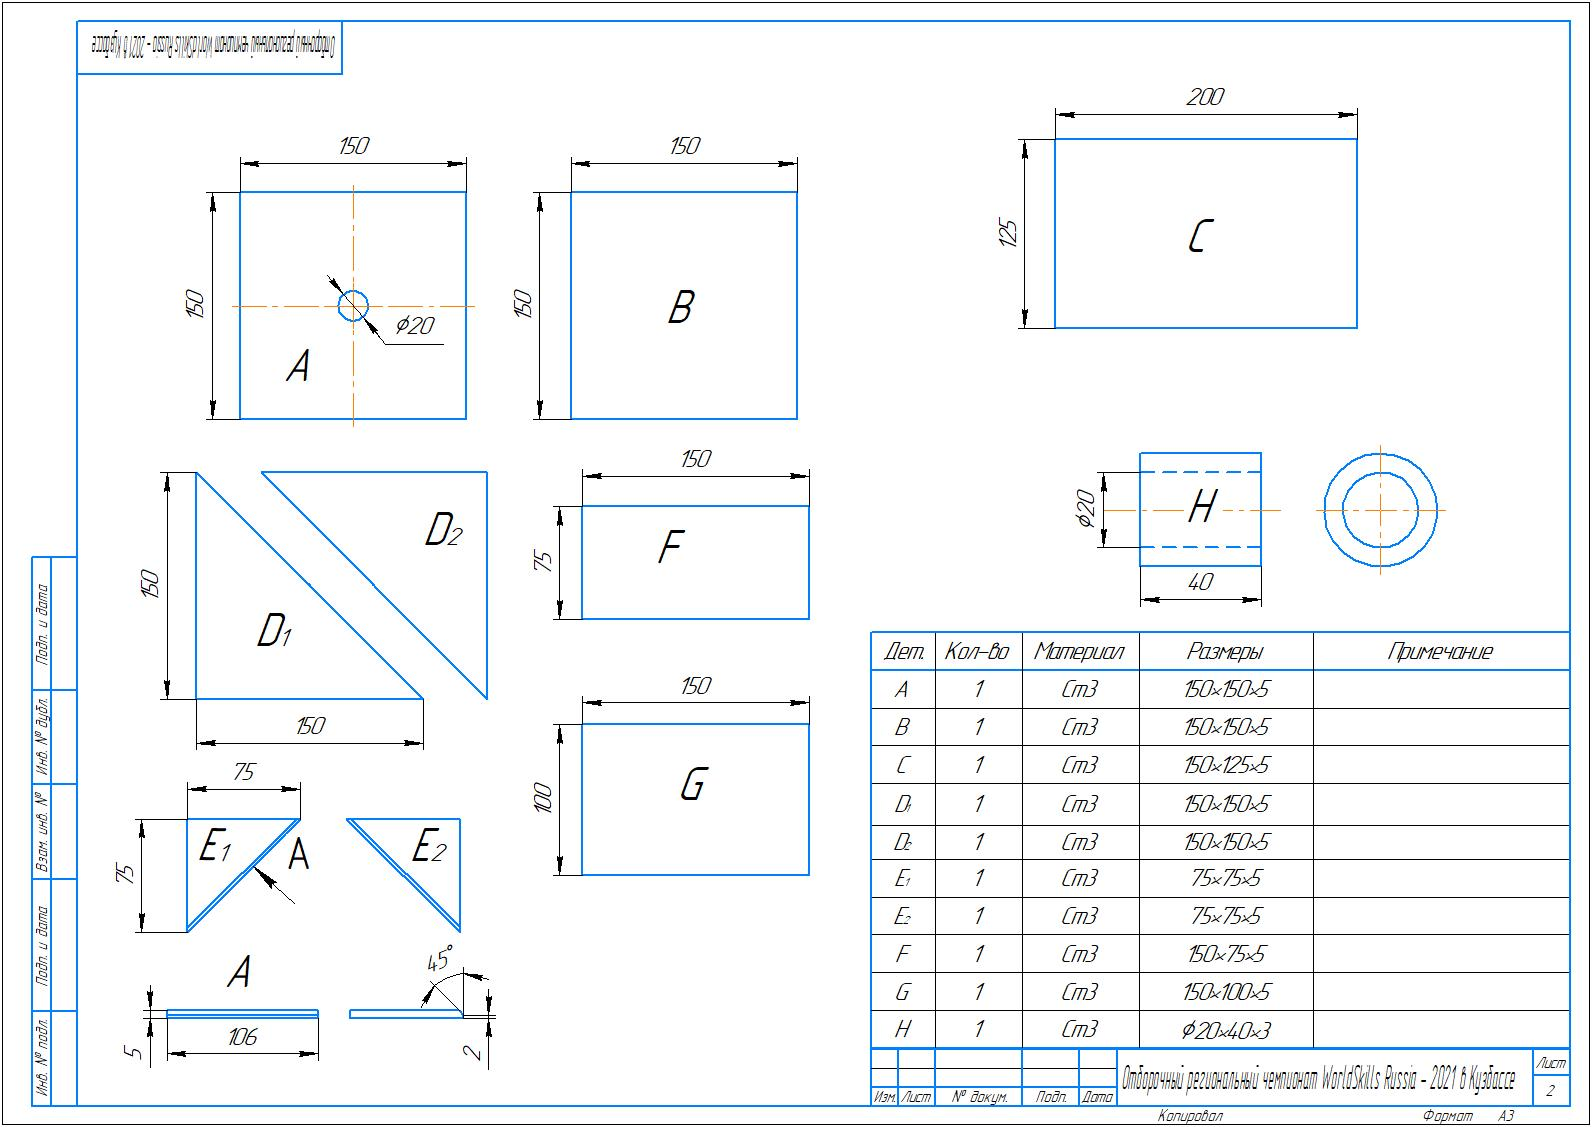 Отборочный региональный чемпионат WorldSkills Russia - 2021 в Кузбассе
150
150
⌀20
A
150
150
B
200
125
C
150
150
D1
D2
150
75
F
⌀20
40
H
150
100
G
75
75
E1
A
E2
A
5
106
45°
2
Дет. Кол-во Материал Размеры Примечание
A 1 Ст3 150×150×5
B 1 Ст3 150×150×5
C 1 Ст3 150×125×5
D1 1 Ст3 150×150×5
D2 1 Ст3 150×150×5
E1 1 Ст3 75×75×5
E2 1 Ст3 75×75×5
F 1 Ст3 150×75×5
G 1 Ст3 150×100×5
H 1 Ст3 ⌀20×40×3
Изм. Лист № докум. Подп. Дата
Отборочный региональный чемпионат WorldSkills Russia - 2021 в Кузбассе
Лист
2
Копировал Формат А3
Подп. и дата
Инв. № дубл.
Взам. инв. №
Подп. и дата
Инв. № подл.